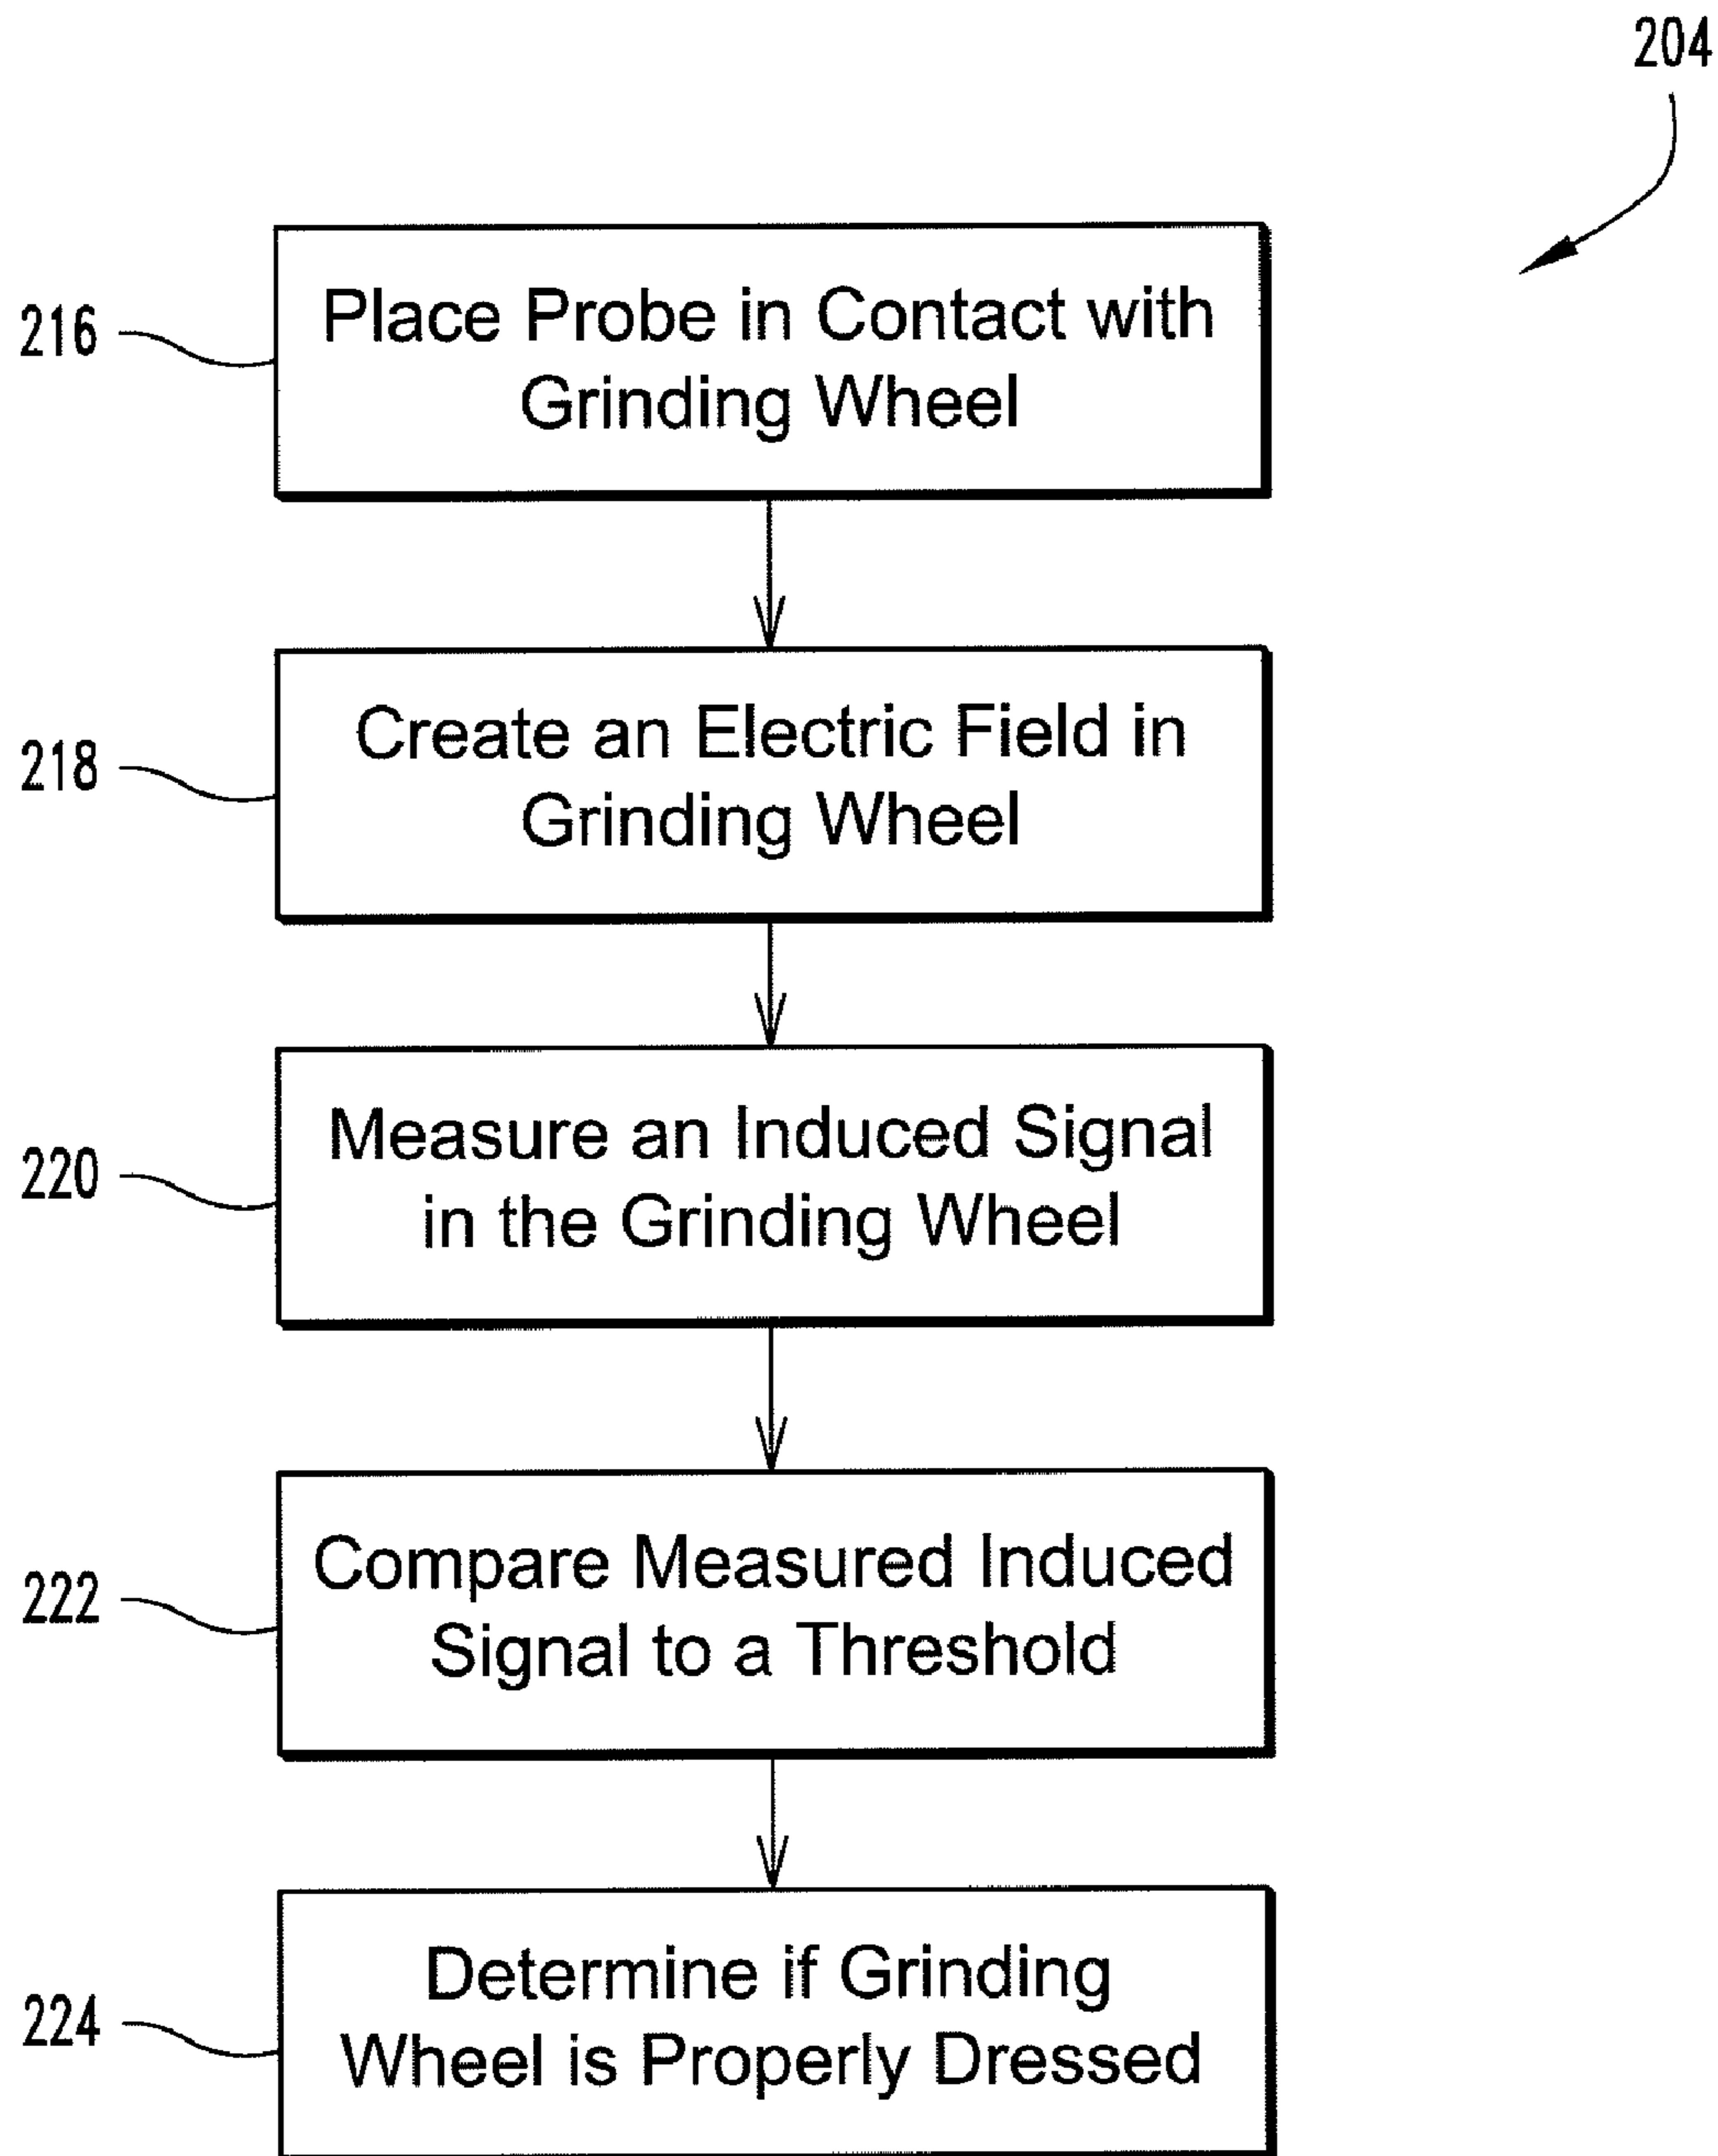 204
216
Place Probe in Contact with
Grinding Wheel
218
Create an Electric Field in
Grinding Wheel
220
Measure an Induced Signal
in the Grinding Wheel
222
Compare Measured Induced
Signal to a Threshold
224
Determine if Grinding
Wheel is Properly Dressed